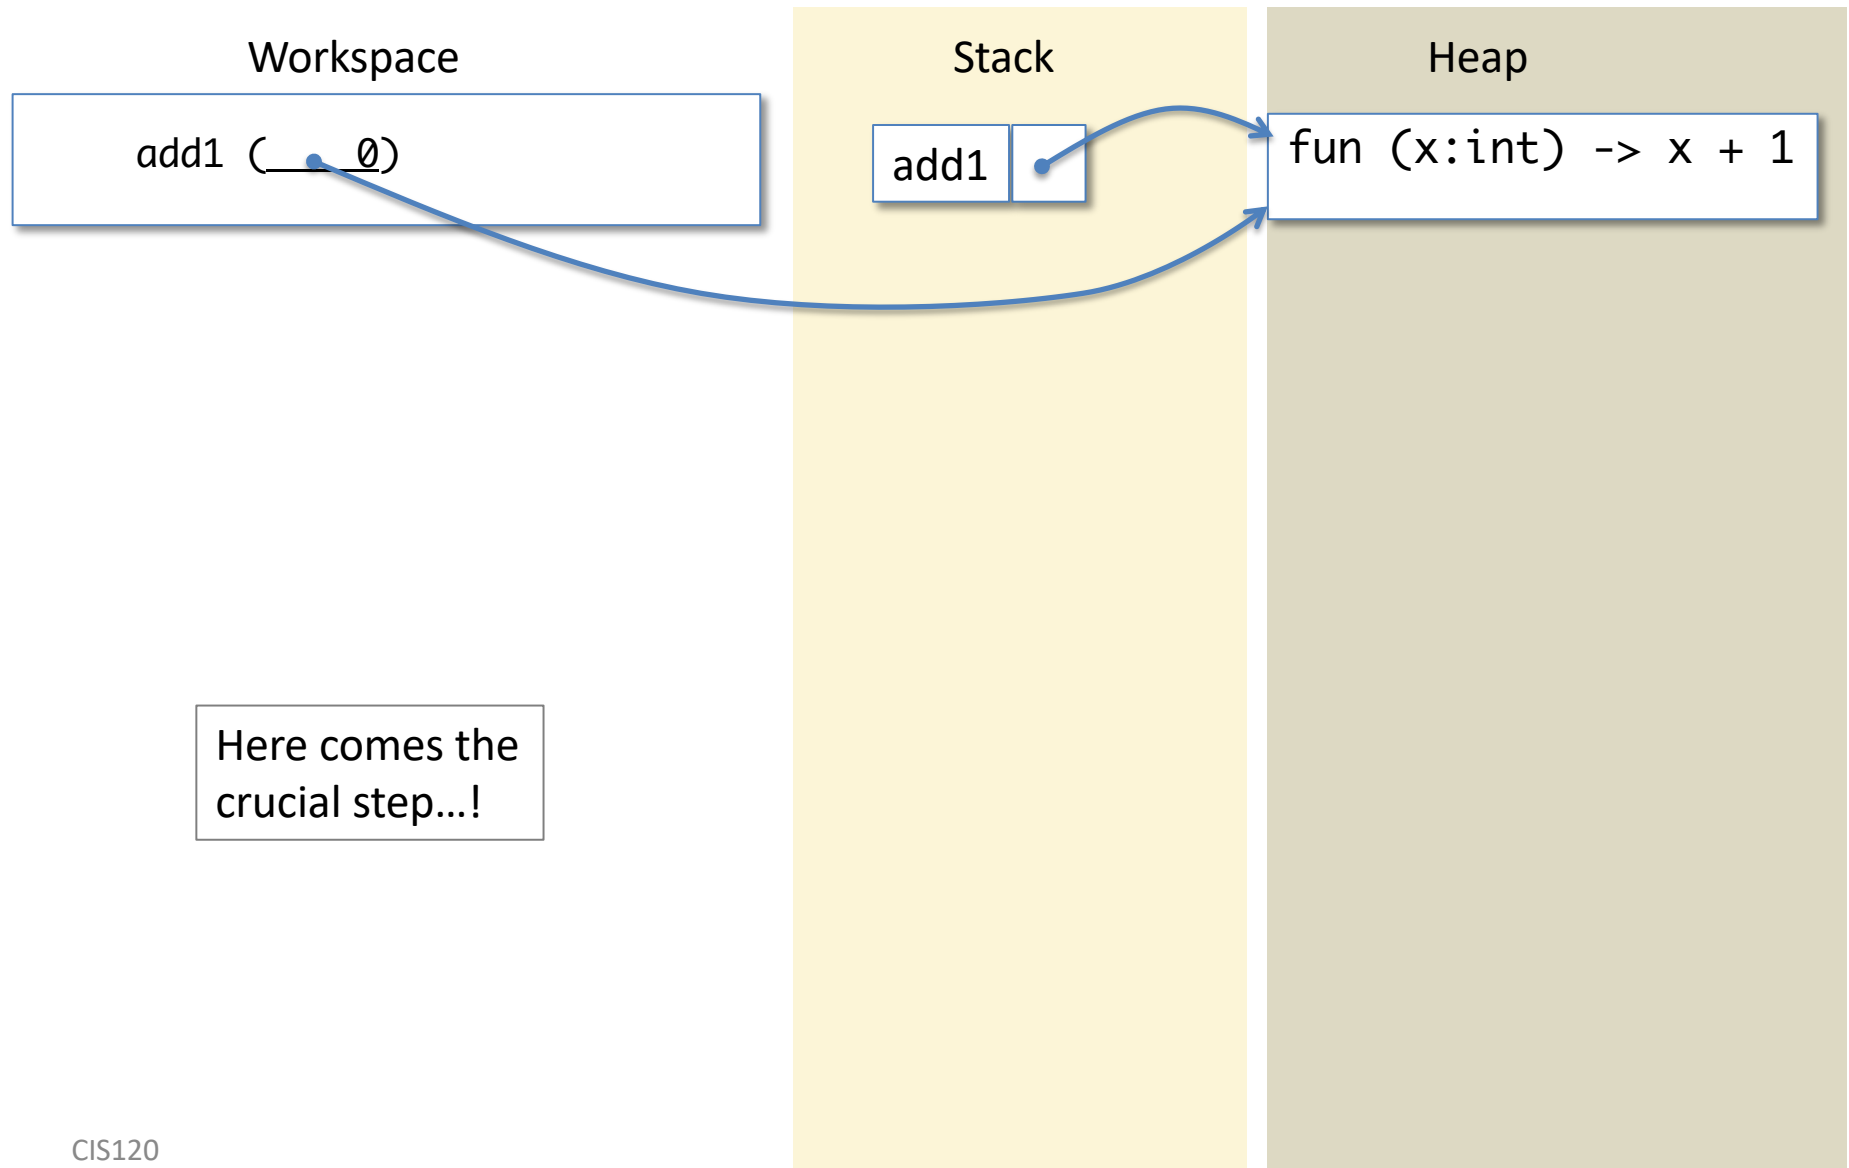 Workspace
Stack
Heap
add1 (   0)
add1
fun (x:int) -> x + 1
Here comes the
crucial step…!
CIS120